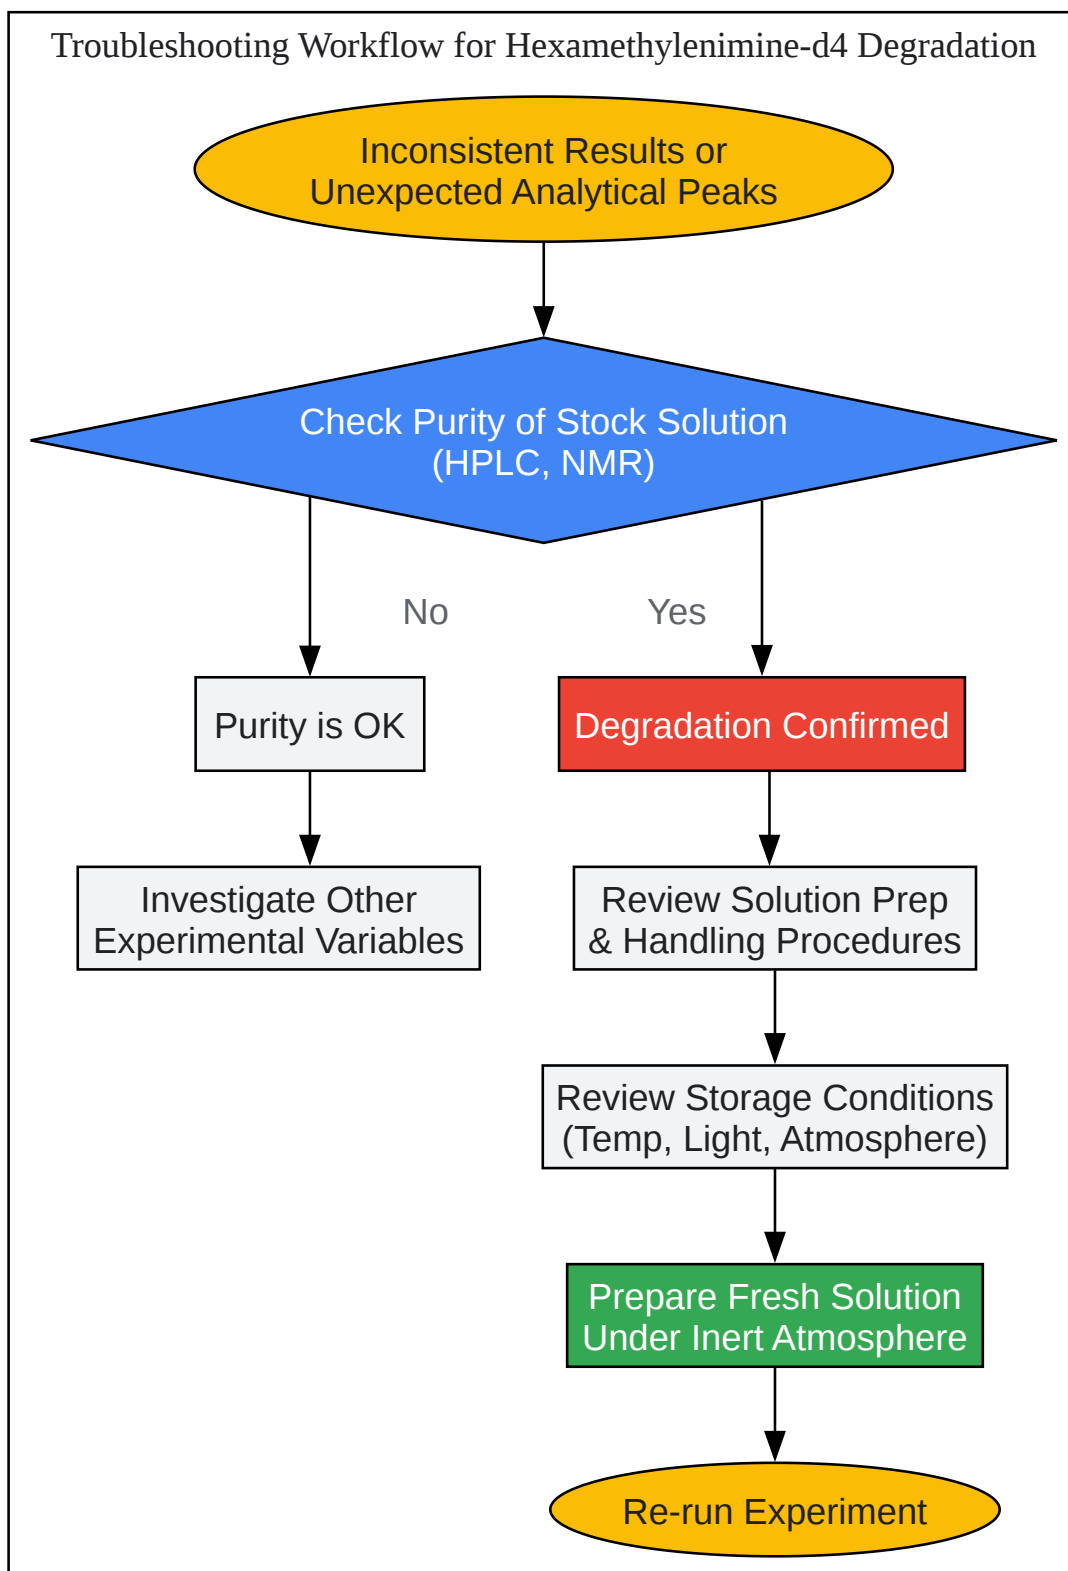 Troubleshooting Workflow for Hexamethylenimine-d4 Degradation
Inconsistent Results or
Unexpected Analytical Peaks
Check Purity of Stock Solution
(HPLC, NMR)
No
Yes
Purity is OK
Degradation Confirmed
Investigate Other
Experimental Variables
Review Solution Prep
& Handling Procedures
Review Storage Conditions
(Temp, Light, Atmosphere)
Prepare Fresh Solution
Under Inert Atmosphere
Re-run Experiment